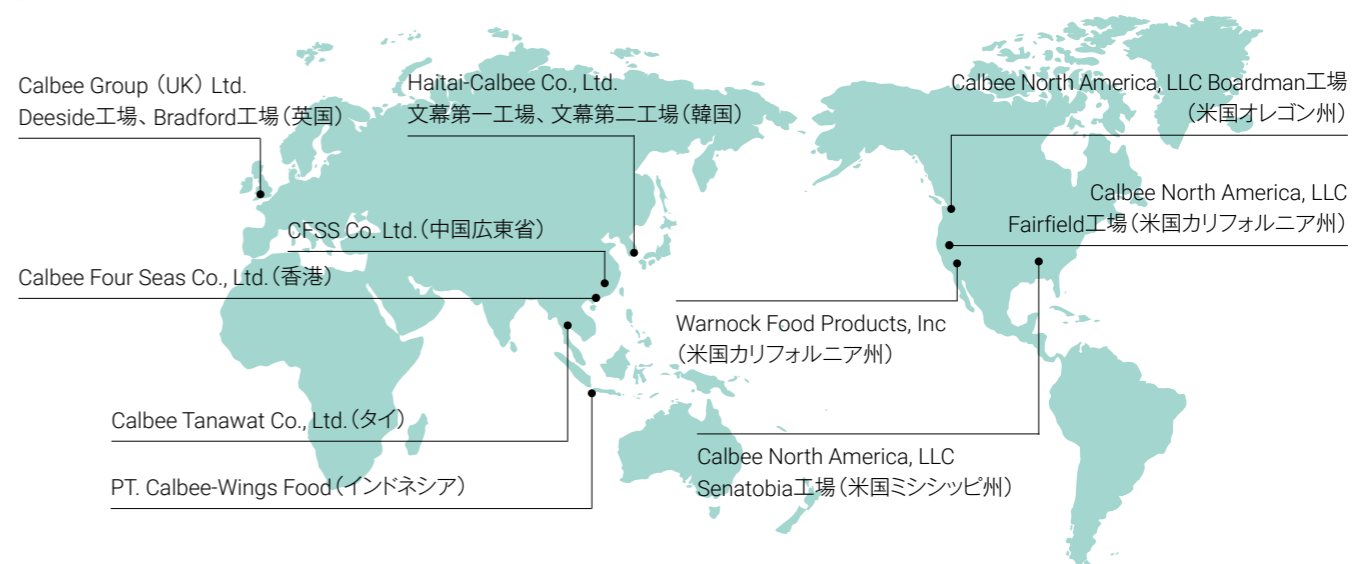 Calbee Group（UK）Ltd.
Deeside工場、Bradford工場（英国）
Haitai-Calbee Co., Ltd.
文幕第一工場、文幕第二工場（韓国）
Calbee North America, LLC Boardman工場
（米国オレゴン州）
Calbee North America, LLC
Fairfield工場（米国カリフォルニア州）
CFSS Co. Ltd.（中国広東省）
Calbee Four Seas Co., Ltd.（香港）
Warnock Food Products, Inc
（米国カリフォルニア州）
Calbee Tanawat Co., Ltd.（タイ）
Calbee North America, LLC
Senatobia工場（米国ミシシッピ州）
PT. Calbee-Wings Food（インドネシア）